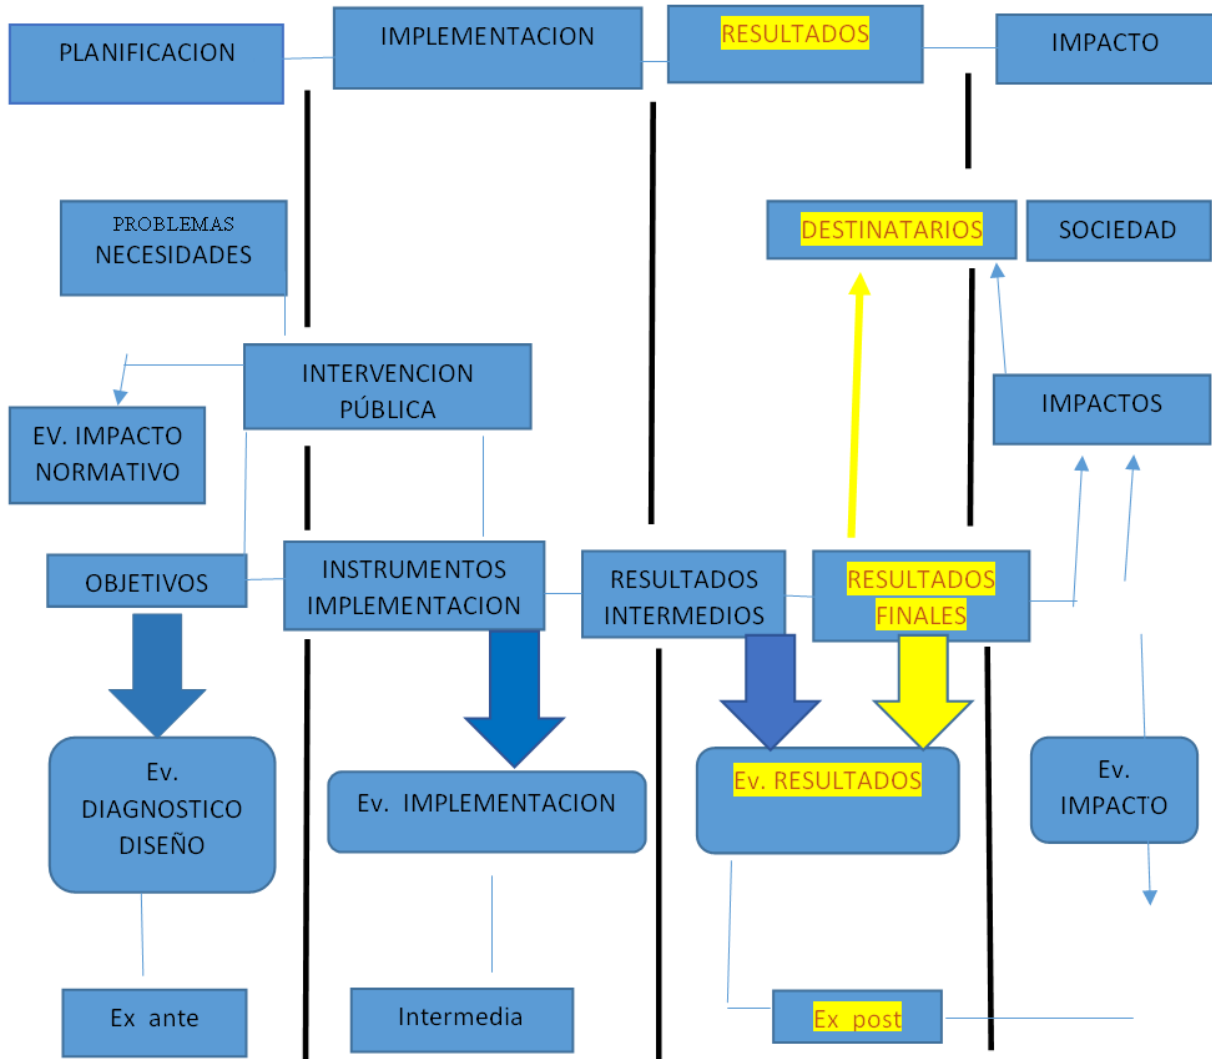 PLANIFICACION
IMPLEMENTACION
RESULTADOS
IMPACTO
PROBLEMAS
NECESIDADES
DESTINATARIOS
SOCIEDAD
INTERVENCION
PÚBLICA
IMPACTOS
EV. IMPACTO
NORMATIVO
OBJETIVOS
INSTRUMENTOS
IMPLEMENTACION
RESULTADOS
INTERMEDIOS
RESULTADOS
FINALES
Ev.
DIAGNOSTICO
DISEÑO
Ev. IMPLEMENTACION
Ev. RESULTADOS
Ev.
IMPACTO
Ex ante
Intermedia
Ex post